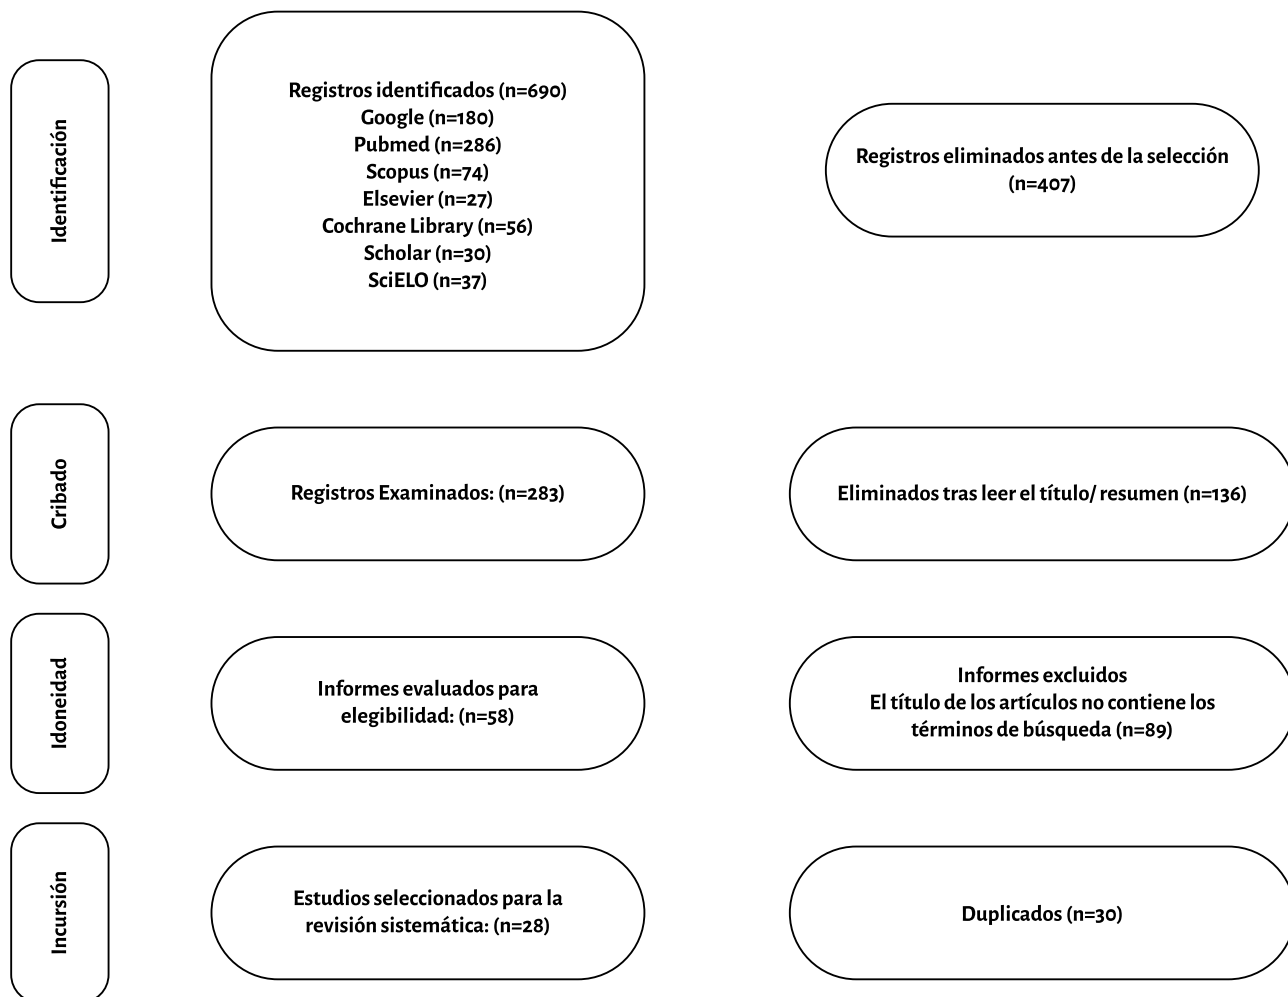 Identificación
Registros identificados (n=690)
Google (n=180)
Pubmed (n=286)
Scopus (n=74)
Elsevier (n=27)
Cochrane Library (n=56)
Scholar (n=30)
SciELO (n=37)
Registros eliminados antes de la selección
(n=407)
Cribado
Registros Examinados: (n=283)
Eliminados tras leer el título/ resumen (n=136)
Idoneidad
Informes evaluados para
elegibilidad: (n=58)
Informes excluidos
El título de los artículos no contiene los
términos de búsqueda (n=89)
Incursión
Estudios seleccionados para la
revisión sistemática: (n=28)
Duplicados (n=30)